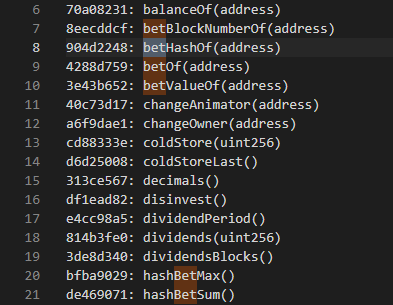 6 70a08231: balanceOf(address)
7 8eecddcf: betBlockNumberOf(address)
8 904d2248: betHashOf(address)
9 4288d759: betOf(address)
10 3e43b652: betValueOf(address)
11 40c73d17: changeAnimator(address)
12 a6f9dae1: changeOwner(address)
13 cd88333e: coldStore(uint256)
14 d6d25008: coldStoreLast()
15 313ce567: decimals()
16 df1ead82: disinvest()
17 e4cc98a5: dividendPeriod()
18 814b3fe0: dividends(uint256)
19 3de8d340: dividendsBlocks()
20 bfba9029: hashBetMax()
21 de469071: hashBetSum()